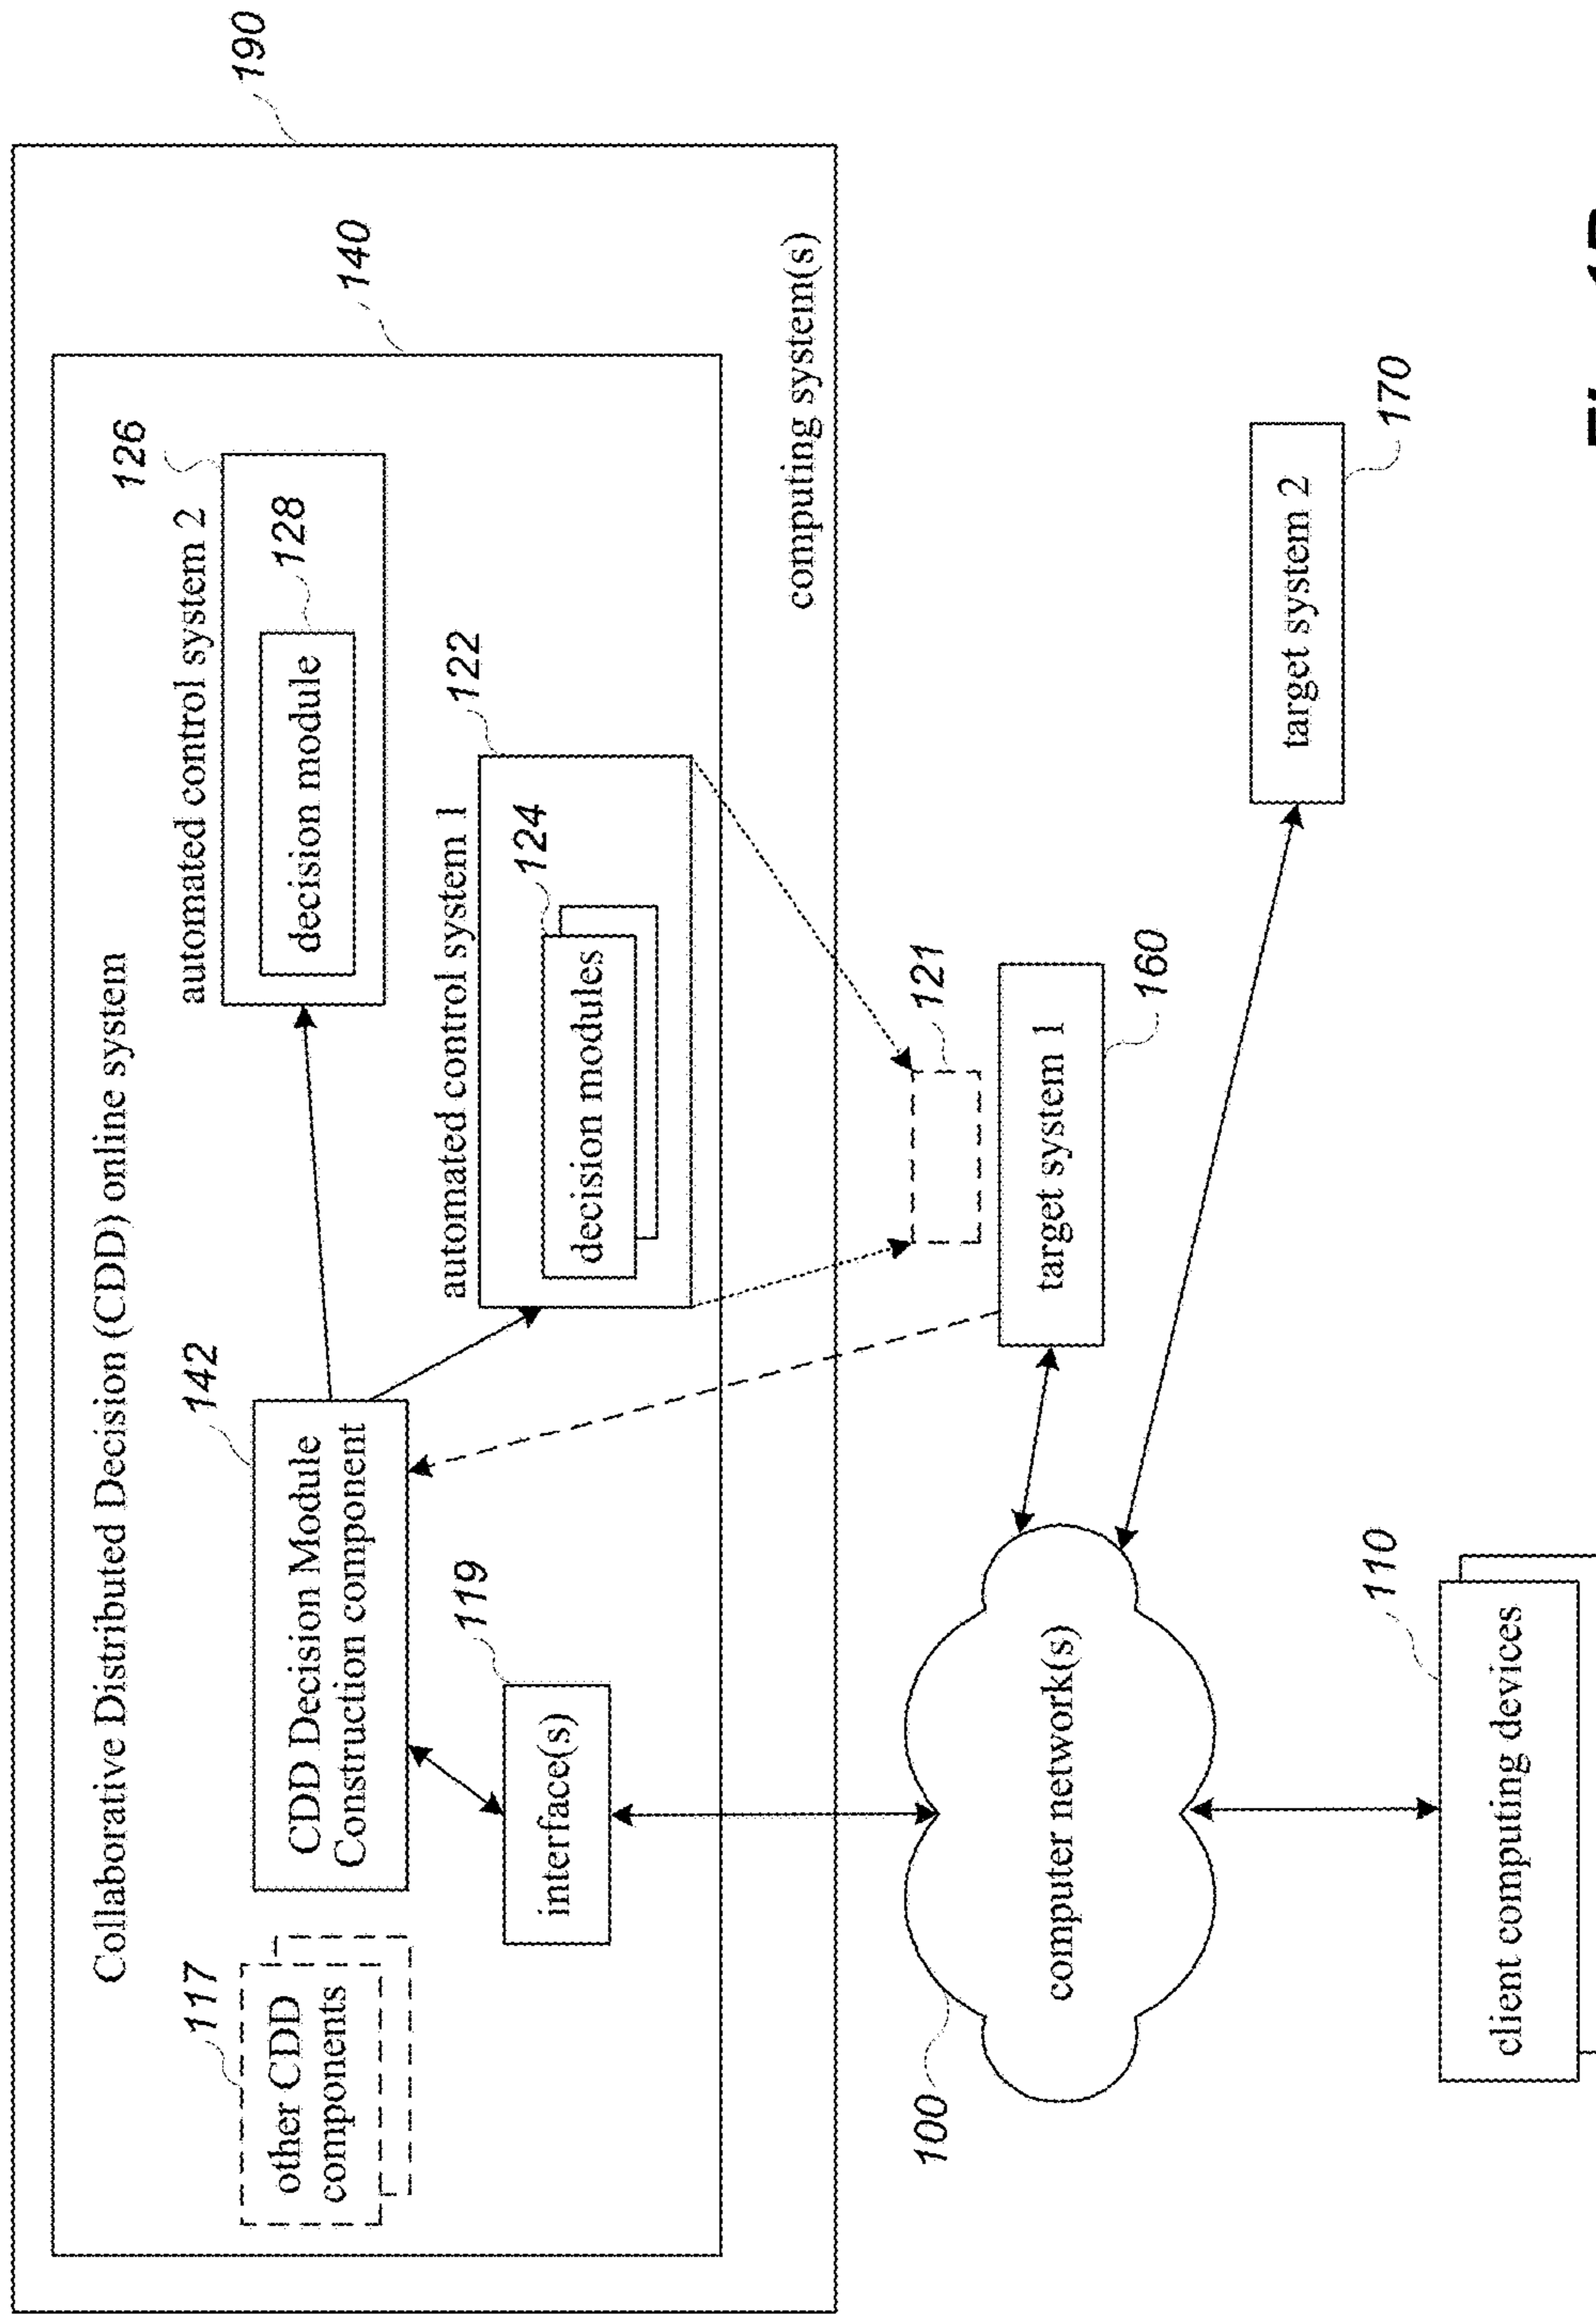 190
140
Collaborative Distributed Decision (CDD) online system
126
automated control system 2
117
142
128
other CDD
components
CDD Decision Module
Construction component
decision module
122
automated control system 1
119
124
interface(s)
decision modules
computing system(s)
121
100
computer network(s)
target system 1
160
target system 2
170
110
client computing devices